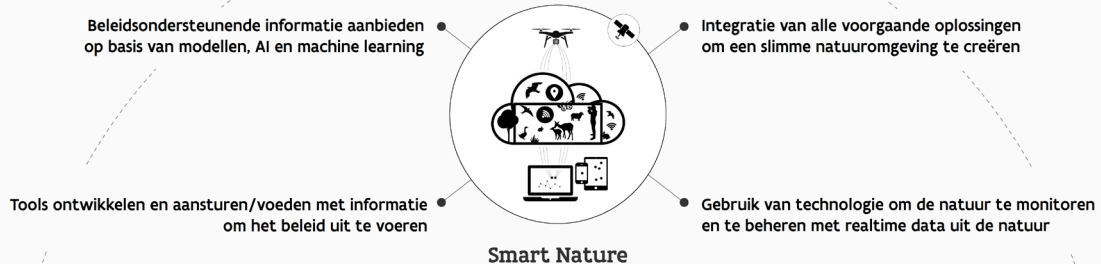 Beleidsondersteunende informatie aanbieden
op basis van modellen, AI en machine learning
Integratie van alle voorgaande oplossingen
om een slimme natuuromgeving te creëren
Tools ontwikkelen en aansturen/voeden met informatie
om het beleid uit te voeren
Gebruik van technologie om de natuur te monitoren
en te beheren met realtime data uit de natuur
Smart Nature